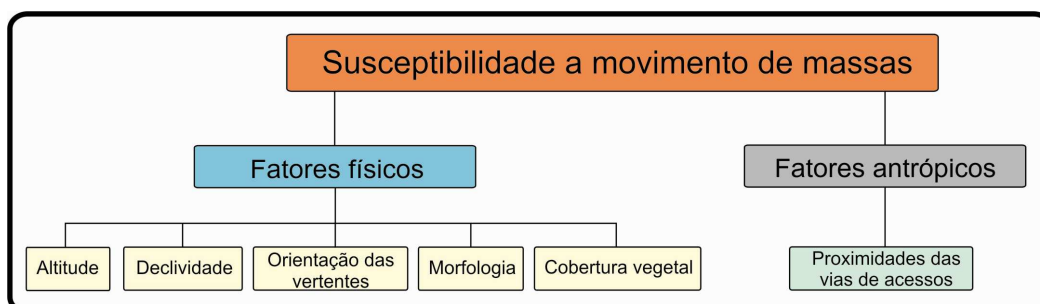 Susceptibilidade a movimento de massas
Fatores físicos
Fatores antrópicos
Altitude
Declividade
Orientação das
vertentes
Morfologia
Cobertura vegetal
Proximidades das
vias de acessos